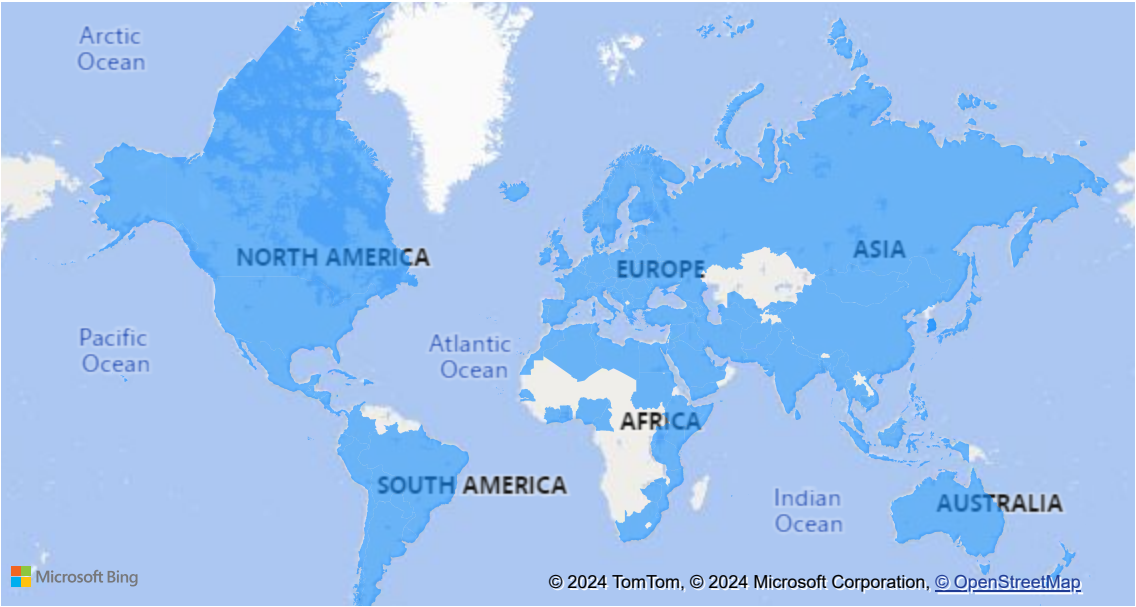 Arctic
Ocean
NORTH AMERICA
EUROPE
ASIA
Pacific
Ocean
Atlantic
Ocean
AFRICA
SOUTH AMERICA
Indian
Ocean
AUSTRALIA
Microsoft Bing
© 2024 TomTom, © 2024 Microsoft Corporation, © OpenStreetMap